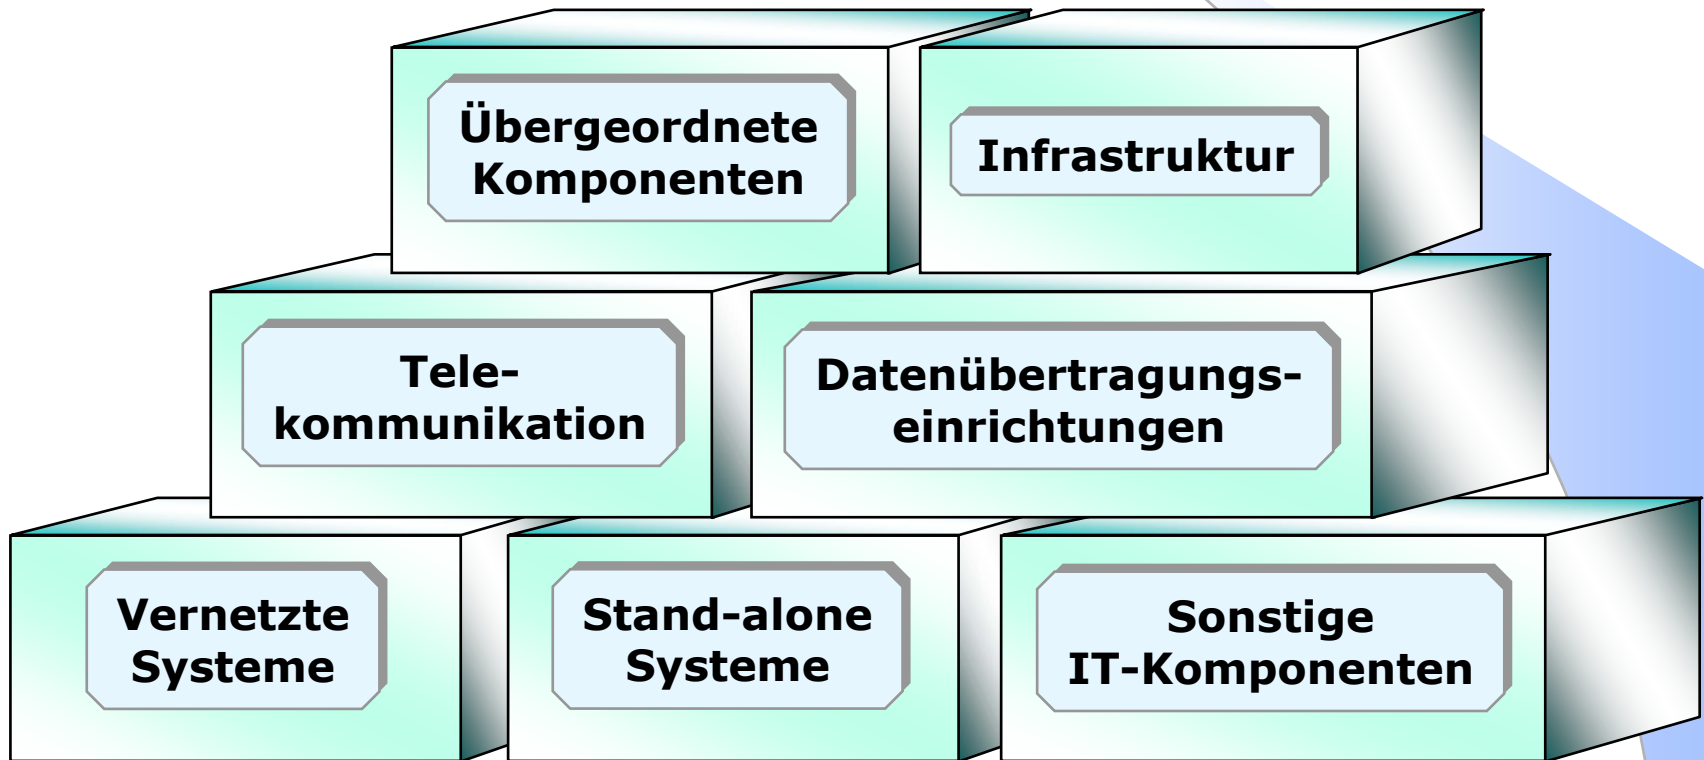 Übergeordnete
Komponenten
Infrastruktur
Tele-
kommunikation
Datenübertragungs-
einrichtungen
Vernetzte
Systeme
Stand-alone
Systeme
Sonstige
IT-Komponenten